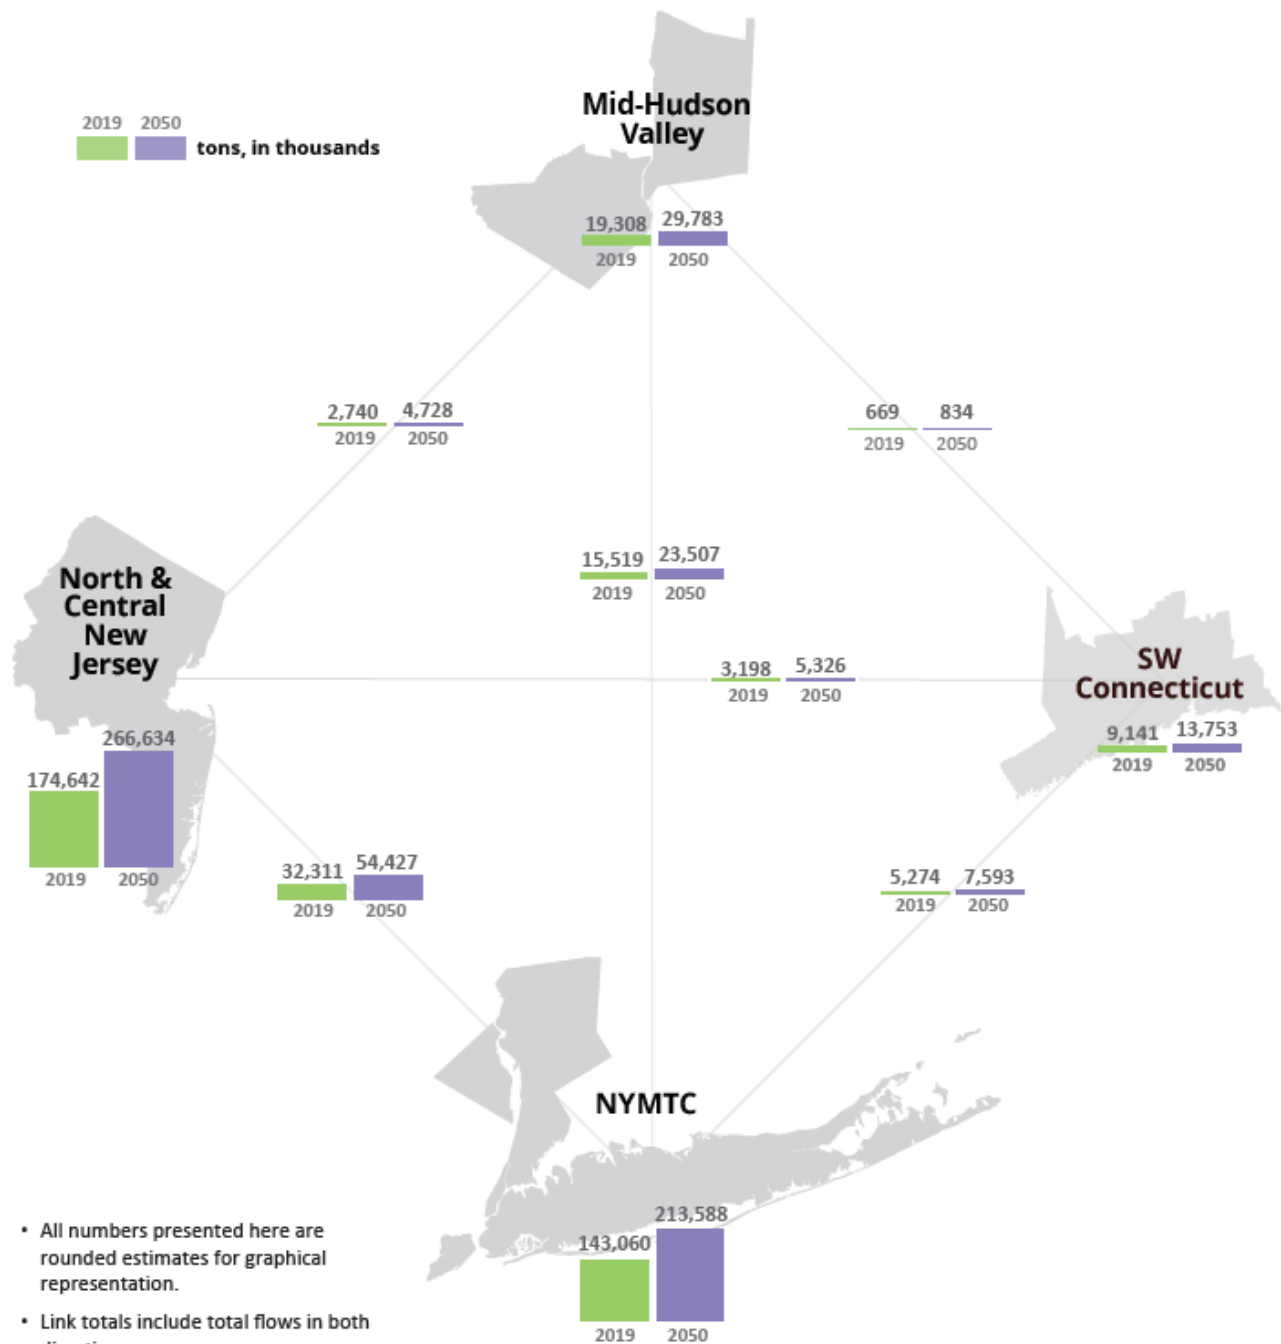 Mid-Hudson
Valley
2019 2050
tons, in thousands
19,308 29,783
2019 2050
2,740 4,728
2019 2050
669 834
2019 2050
15,519 23,507
2019 2050
North &
Central
New
Jersey
SW
Connecticut
3,198 5,326
2019 2050
9,141 13,753
2019 2050
266,634
174,642
2019 2050
32,311 54,427
2019 2050
5,274 7,593
2019 2050
NYMTC
213,588
143,060
2019 2050
• All numbers presented here are
rounded estimates for graphical
representation.
• Link totals include total flows in both